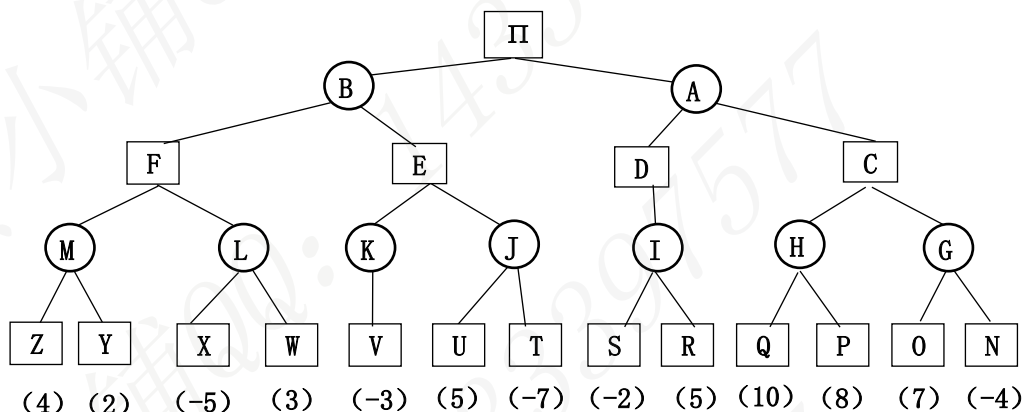 Π
B A
F E D C
M L K J I H G
Z Y X W V U T S R Q P O N
(4) (2) (-5) (3) (-3) (5) (-7) (-2) (5) (10) (8) (7) (-4)